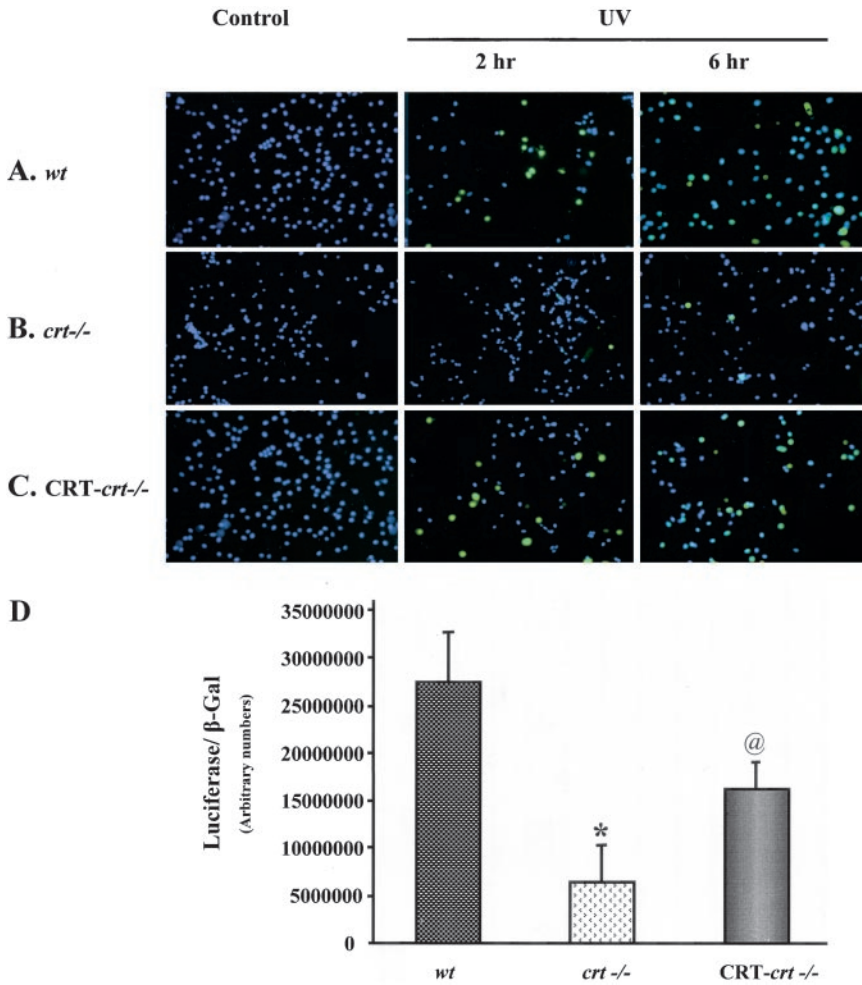 Control
UV
2 hr
6 hr
A. wt
B. crt-/-
C. CRT-crt-/-
D
Luciferase/ β-Gal
(Arbitrary numbers)
35000000
30000000
25000000
20000000
15000000
10000000
5000000
0
*
@
wt
crt -/-
CRT-crt -/-